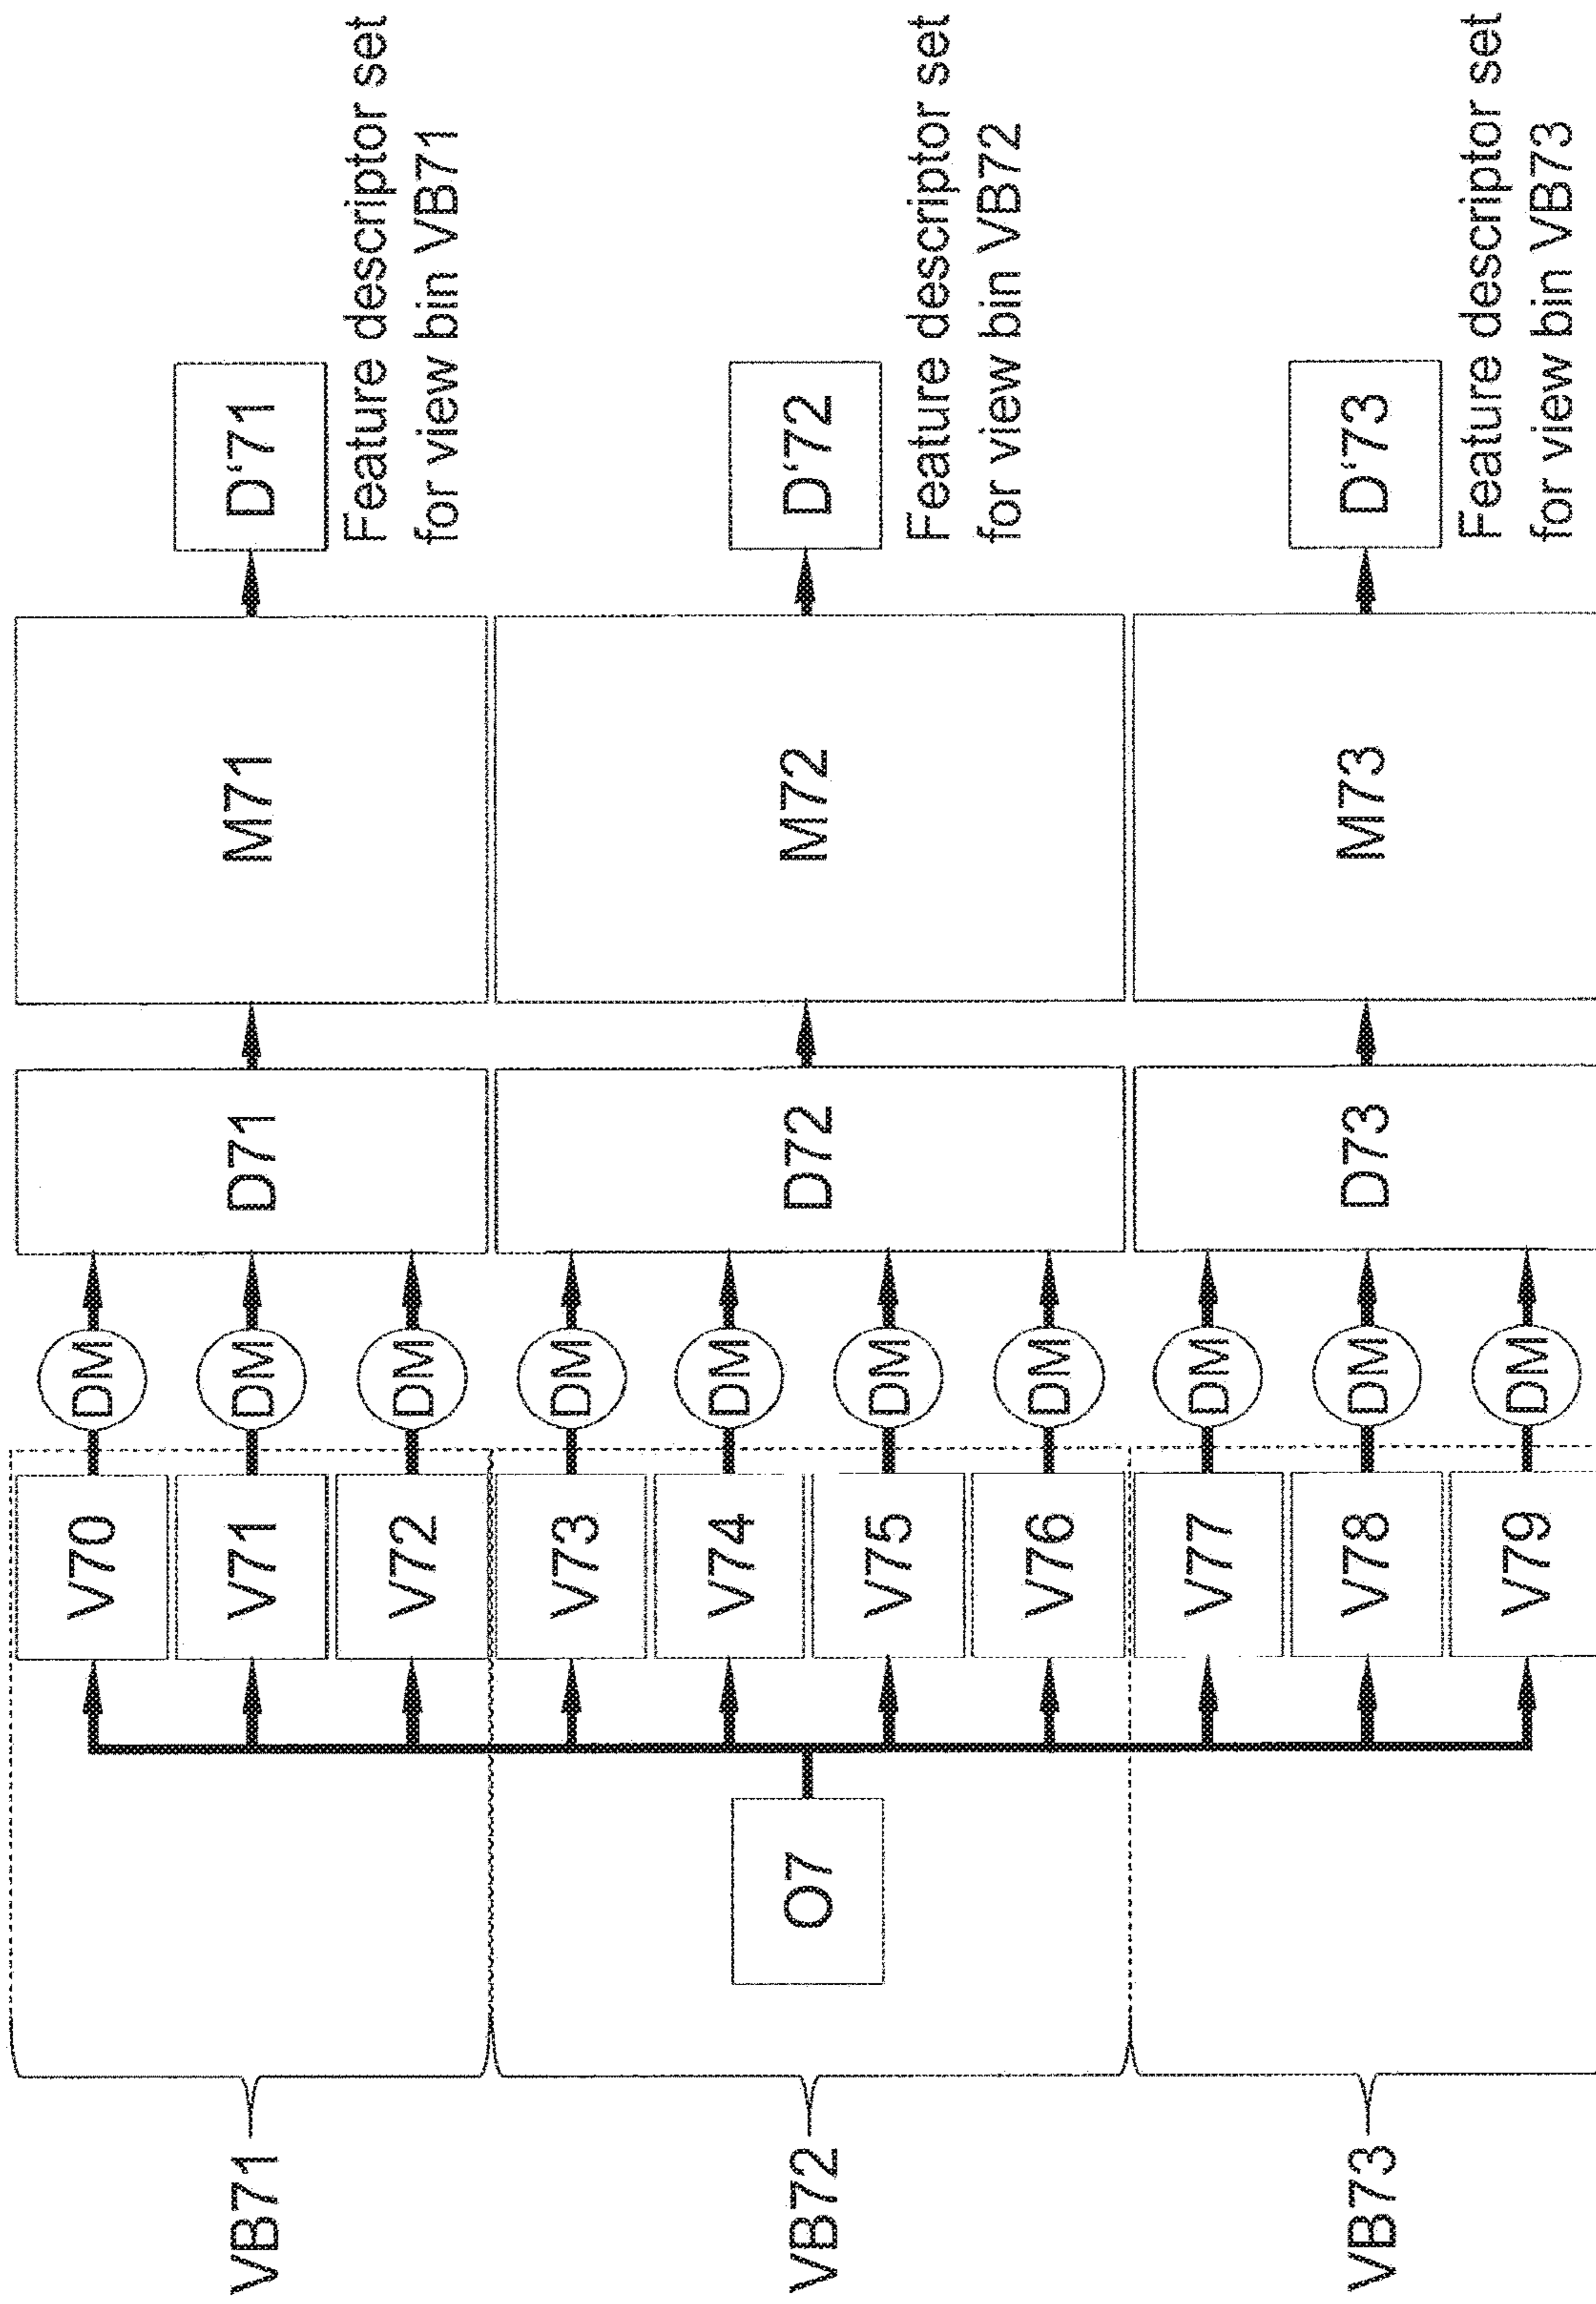 VB71
VB72
VB73
O7
V70
V71
V72
V73
V74
V75
V76
V77
V78
V79
DM
DM
DM
DM
DM
DM
DM
DM
DM
DM
D71
D72
D73
M71
M72
M73
D'71
Feature descriptor set
for view bin VB71
D'72
Feature descriptor set
for view bin VB72
D'73
Feature descriptor set
for view bin VB73